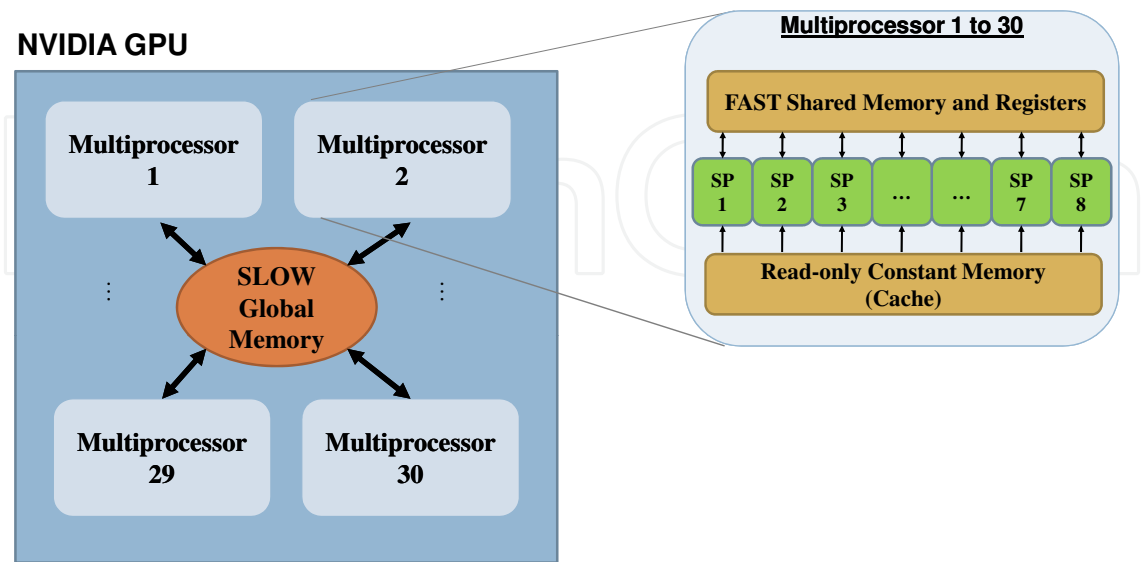 NVIDIA GPU
Multiprocessor
1
Multiprocessor
2
SLOW
Global
Memory
⋮
⋮
Multiprocessor
29
Multiprocessor
30
Multiprocessor 1 to 30
FAST Shared Memory and Registers
SP
1
SP
2
SP
3
...
...
SP
7
SP
8
Read-only Constant Memory
(Cache)